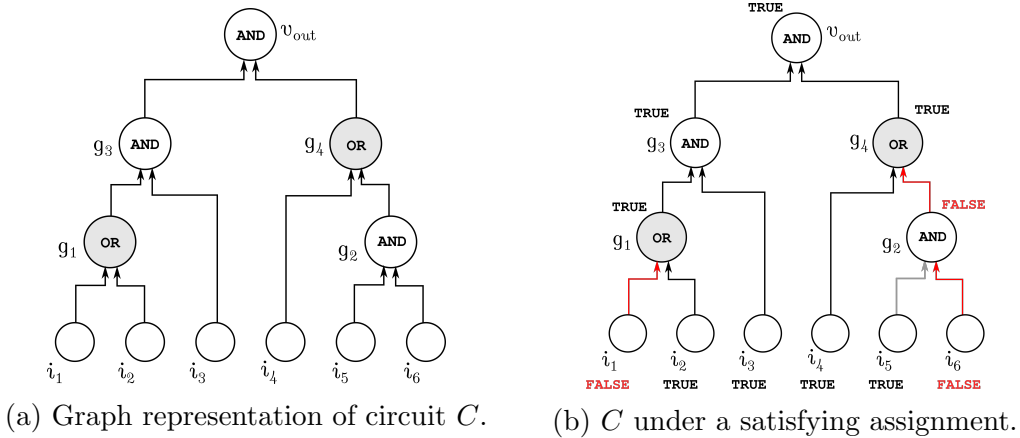 AND v_out
g_3 AND
g_4 OR
g_1 OR
g_2 AND
i_1 i_2 i_3 i_4 i_5 i_6
(a) Graph representation of circuit C.
TRUE
AND v_out
TRUE
g_3 AND
TRUE
g_4 OR
TRUE
g_1 OR
FALSE
g_2 AND
i_1 i_2 i_3 i_4 i_5 i_6
FALSE TRUE TRUE TRUE TRUE FALSE
(b) C under a satisfying assignment.